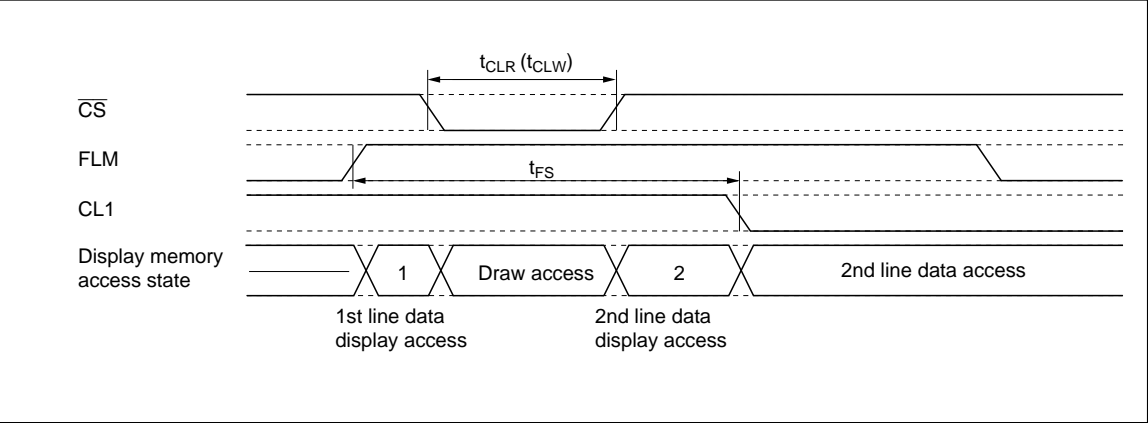 tCLR (tCLW)
CS
FLM
tFS
CL1
Display memory
access state
1
Draw access
2
2nd line data access
1st line data
display access
2nd line data
display access